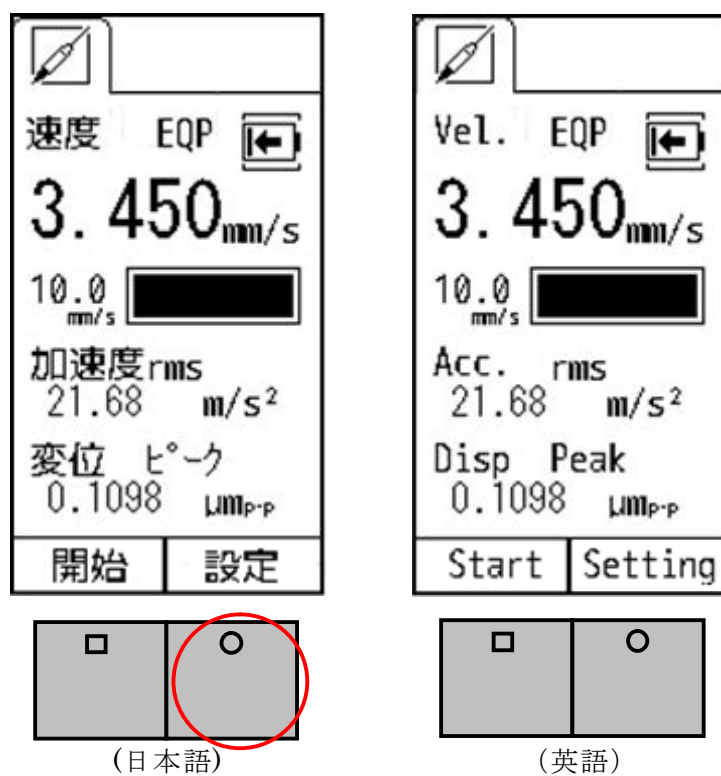 速度 EQP
3.450mm/s
10.0
mm/s
加速度rms
21.68 m/s²
変位 ピーク
0.1098 μmp-p
開始 設定
(日本語)
Vel. EQP
3.450mm/s
10.0
mm/s
Acc. rms
21.68 m/s²
Disp Peak
0.1098 μmp-p
Start Setting
(英語)